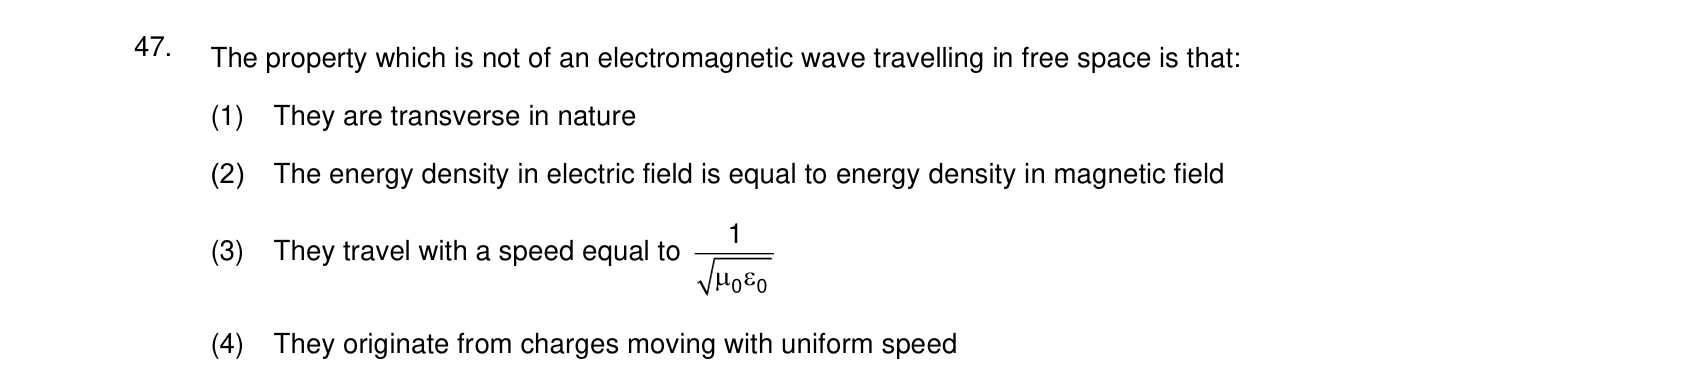 47. The property which is not of an electromagnetic wave travelling in free space is that:
(1) They are transverse in nature
(2) The energy density in electric field is equal to energy density in magnetic field
(3) They travel with a speed equal to 1/√μ₀ε₀
(4) They originate from charges moving with uniform speed